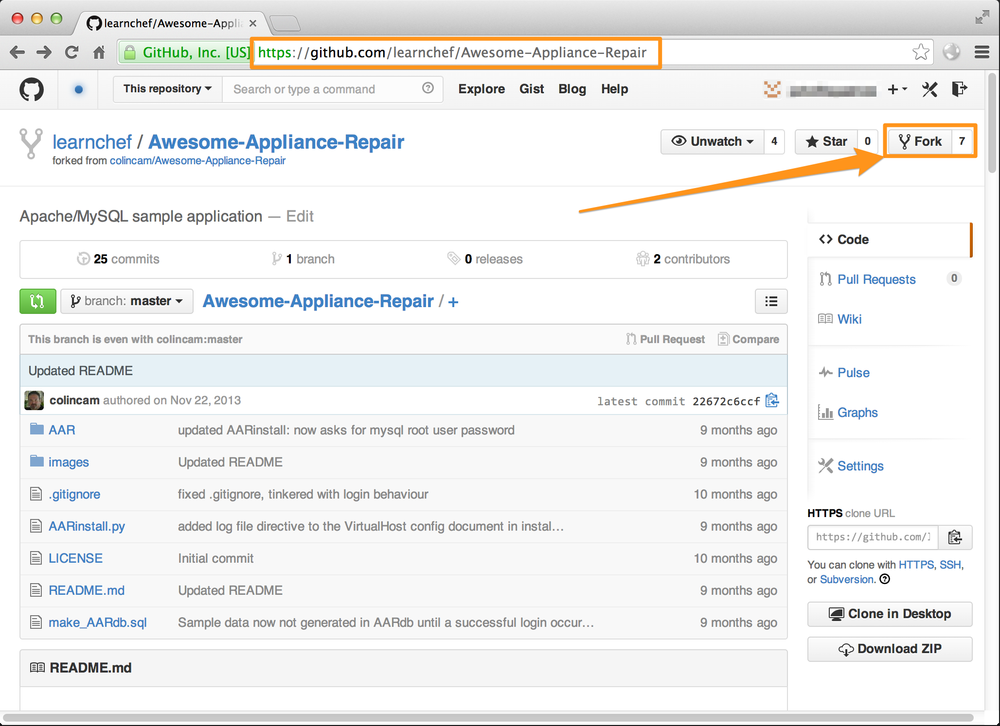 learnchef/Awesome-Appli
GitHub, Inc. [US] https://github.com/learnchef/Awesome-Appliance-Repair
This repository Search or type a command Explore Gist Blog Help
learnchef / Awesome-Appliance-Repair
Unwatch 4 Star 0 Fork 7
forked from colincam/Awesome-Appliance-Repair
Apache/MySQL sample application — Edit
25 commits 1 branch 0 releases 2 contributors
branch: master Awesome-Appliance-Repair / +
This branch is even with colincam:master Pull Request Compare
Updated README
colincam authored on Nov 22, 2013 latest commit 22672c6ccf
AAR updated AARinstall: now asks for mysql root user password 9 months ago
images Updated README 9 months ago
.gitignore fixed .gitignore, tinkered with login behaviour 10 months ago
AARinstall.py added log file directive to the VirtualHost config document in instal… 9 months ago
LICENSE Initial commit 10 months ago
README.md Updated README 9 months ago
make_AARdb.sql Sample data now not generated in AARdb until a successful login occur… 9 months ago
README.md
Code
Pull Requests 0
Wiki
Pulse
Graphs
Settings
HTTPS clone URL
https://github.com/l
You can clone with HTTPS, SSH,
or Subversion.
Clone in Desktop
Download ZIP